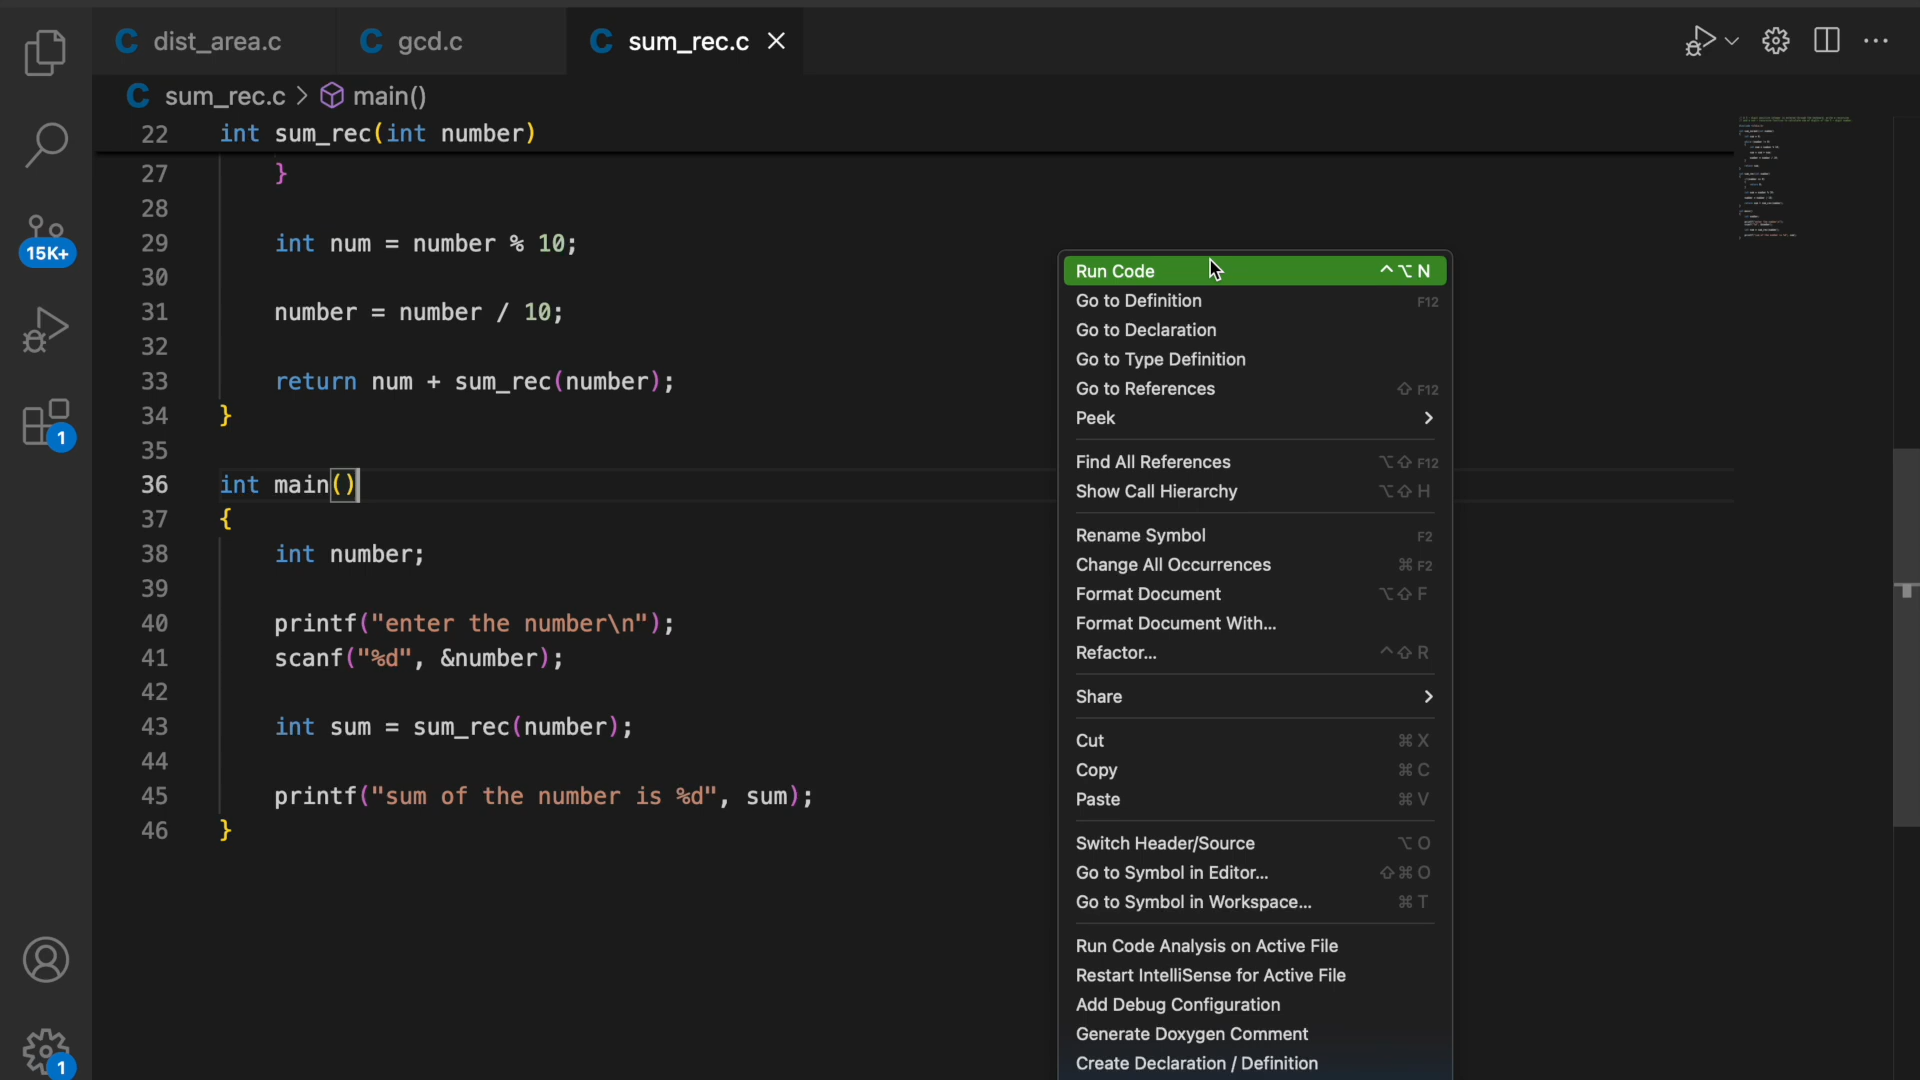 C dist_area.c C gcd.c C sum_rec.c
C sum_rec.c > main()
22 int sum_rec(int number)
27 }
28
29 int num = number % 10;
30
31 number = number / 10;
32
33 return num + sum_rec(number);
34 }
35
36 int main()
37 {
38 int number;
39
40 printf("enter the number\n");
41 scanf("%d", &number);
42
43 int sum = sum_rec(number);
44
45 printf("sum of the number is %d", sum);
46 }
15K+
1
1
Run Code ^⌥N
Go to Definition F12
Go to Declaration
Go to Type Definition
Go to References ⇧F12
Peek
Find All References ⌥⇧F12
Show Call Hierarchy ⌥⇧H
Rename Symbol F2
Change All Occurrences ⌘F2
Format Document ⌥⇧F
Format Document With...
Refactor... ^⇧R
Share
Cut ⌘X
Copy ⌘C
Paste ⌘V
Switch Header/Source ⌥O
Go to Symbol in Editor... ⇧⌘O
Go to Symbol in Workspace... ⌘T
Run Code Analysis on Active File
Restart IntelliSense for Active File
Add Debug Configuration
Generate Doxygen Comment
Create Declaration / Definition